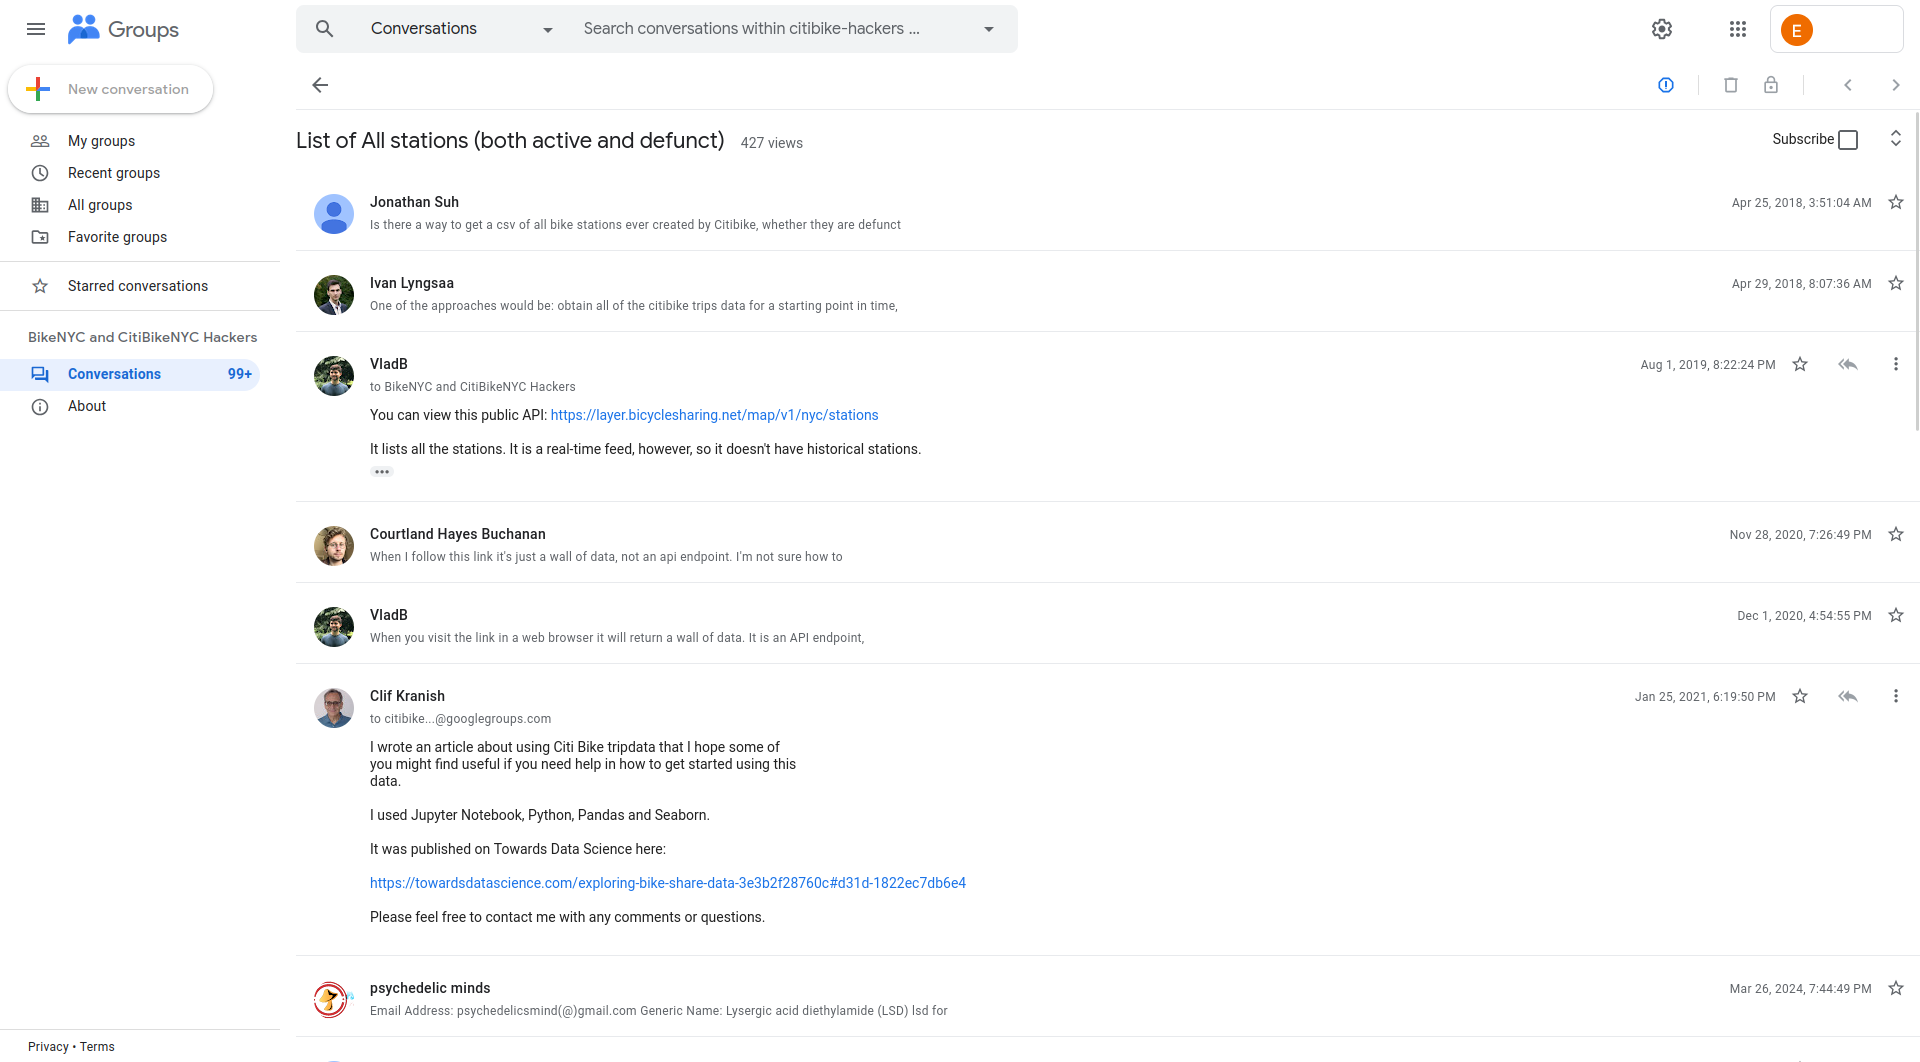 Groups
Conversations
Search conversations within citibike-hackers ...
E
New conversation
My groups
Recent groups
All groups
Favorite groups
Starred conversations
BikeNYC and CitiBikeNYC Hackers
Conversations 99+
About
Privacy • Terms
List of All stations (both active and defunct) 427 views
Subscribe
Jonathan Suh
Apr 25, 2018, 3:51:04 AM
Is there a way to get a csv of all bike stations ever created by Citibike, whether they are defunct
Ivan Lyngsaa
Apr 29, 2018, 8:07:36 AM
One of the approaches would be: obtain all of the citibike trips data for a starting point in time,
VladB
Aug 1, 2019, 8:22:24 PM
to BikeNYC and CitiBikeNYC Hackers
You can view this public API: https://layer.bicyclesharing.net/map/v1/nyc/stations
It lists all the stations. It is a real-time feed, however, so it doesn't have historical stations.
Courtland Hayes Buchanan
Nov 28, 2020, 7:26:49 PM
When I follow this link it's just a wall of data, not an api endpoint. I'm not sure how to
VladB
Dec 1, 2020, 4:54:55 PM
When you visit the link in a web browser it will return a wall of data. It is an API endpoint,
Clif Kranish
Jan 25, 2021, 6:19:50 PM
to citibike...@googlegroups.com
I wrote an article about using Citi Bike tripdata that I hope some of
you might find useful if you need help in how to get started using this
data.
I used Jupyter Notebook, Python, Pandas and Seaborn.
It was published on Towards Data Science here:
https://towardsdatascience.com/exploring-bike-share-data-3e3b2f28760c#d31d-1822ec7db6e4
Please feel free to contact me with any comments or questions.
psychedelic minds
Mar 26, 2024, 7:44:49 PM
Email Address: psychedelicsmind(@)gmail.com Generic Name: Lysergic acid diethylamide (LSD) lsd for